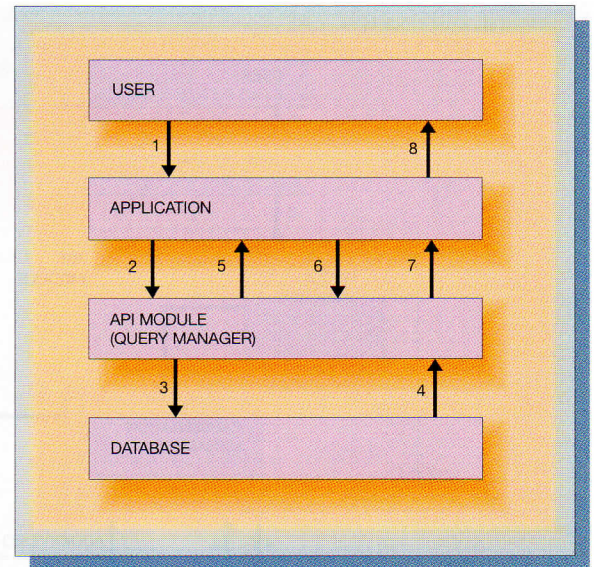 USER
1
8
APPLICATION
2
5
6
7
API MODULE
(QUERY MANAGER)
3
4
DATABASE